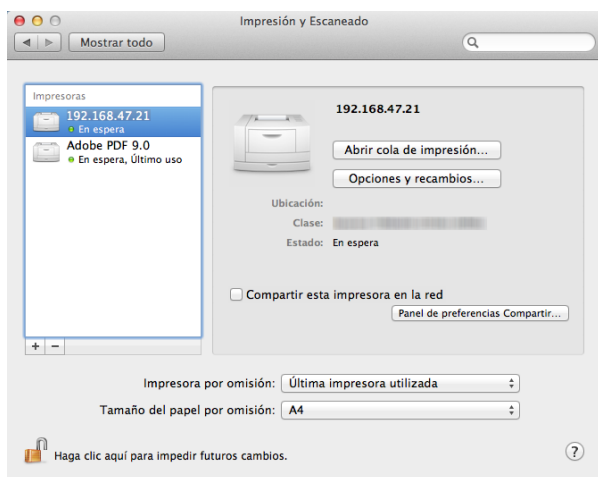 Impresión y Escaneado
Mostrar todo
Impresoras
192.168.47.21
En espera
Adobe PDF 9.0
En espera, Último uso
+ −
192.168.47.21
Abrir cola de impresión...
Opciones y recambios...
Ubicación:
Clase:
Estado: En espera
Compartir esta impresora en la red
Panel de preferencias Compartir...
Impresora por omisión: Última impresora utilizada
Tamaño del papel por omisión: A4
Haga clic aquí para impedir futuros cambios.
?